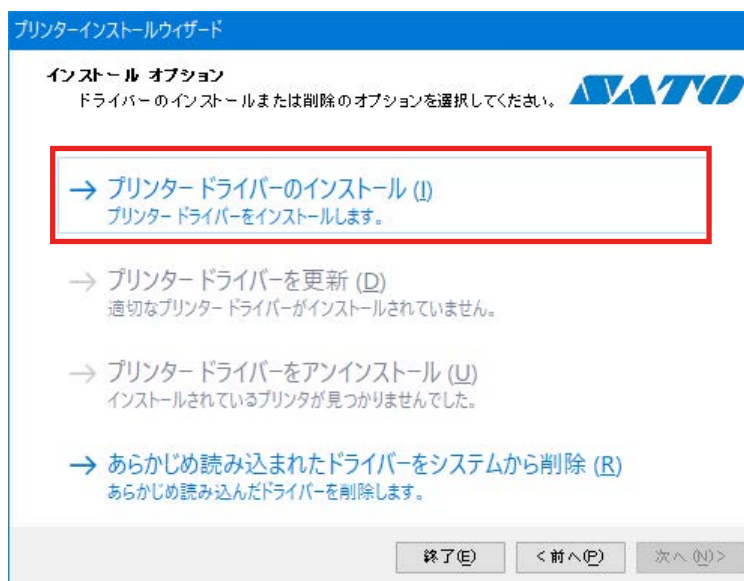 プリンターインストールウィザード
インストール オプション
ドライバーのインストールまたは削除のオプションを選択してください。
SATO
→ プリンター ドライバーのインストール (I)
プリンター ドライバーをインストールします。
→ プリンター ドライバーを更新 (D)
適切なプリンター ドライバーがインストールされていません。
→ プリンター ドライバーをアンインストール (U)
インストールされているプリンタが見つかりませんでした。
→ あらかじめ読み込まれたドライバーをシステムから削除 (R)
あらかじめ読み込んだドライバーを削除します。
終了(E) <前へ(P) 次へ(N)>